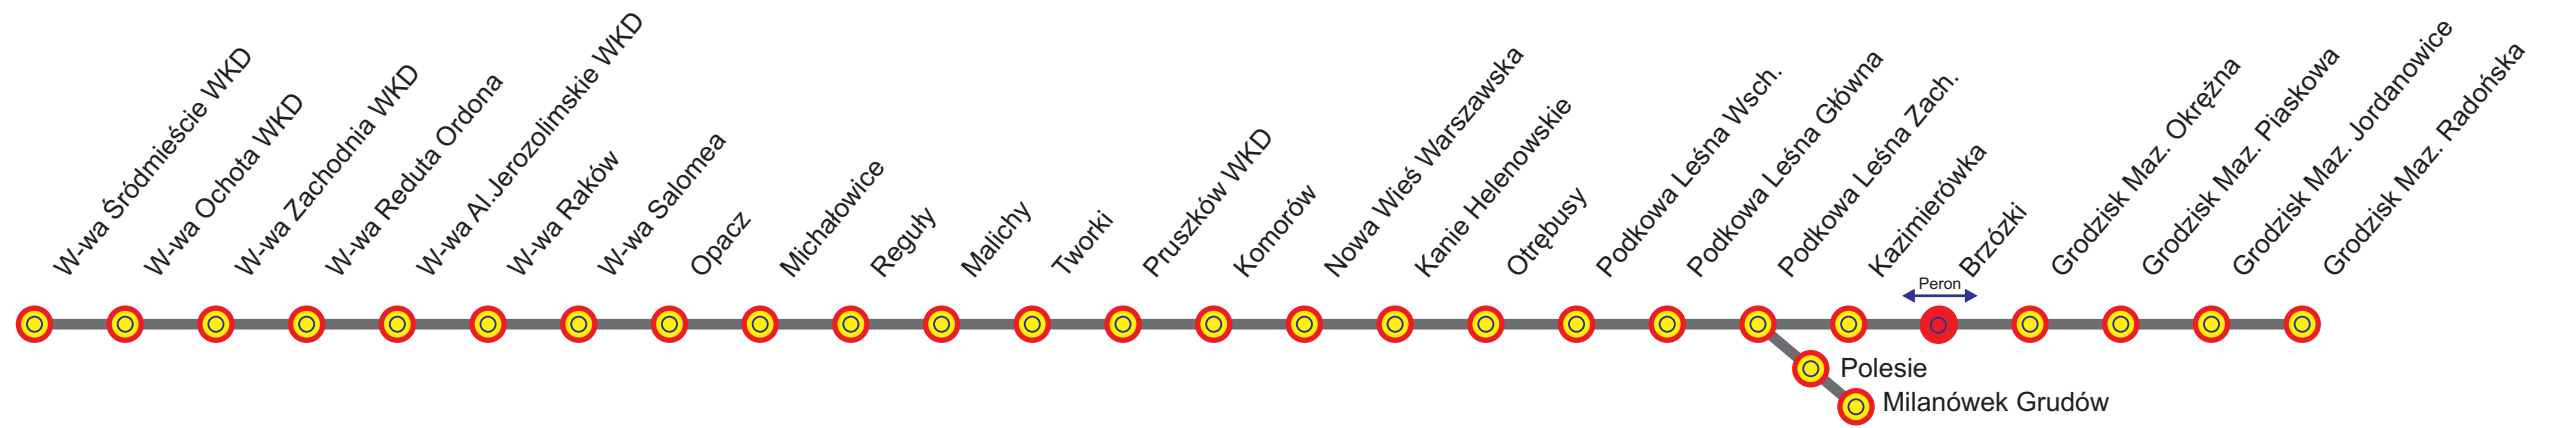 W-wa Śródmieście WKD
W-wa Ochota WKD
W-wa Zachodnia WKD
W-wa Reduta Ordona
W-wa Al.Jerozolimskie WKD
W-wa Raków
W-wa Salomea
Opacz
Michałowice
Reguły
Malichy
Tworki
Pruszków WKD
Komorów
Nowa Wieś Warszawska
Kanie Helenowskie
Otrębusy
Podkowa Leśna Wsch.
Podkowa Leśna Główna
Podkowa Leśna Zach.
Kazimierówka
Brzózki
Grodzisk Maz. Okrężna
Grodzisk Maz. Piaskowa
Grodzisk Maz. Jordanowice
Grodzisk Maz. Radońska
Peron
Polesie
Milanówek Grudów